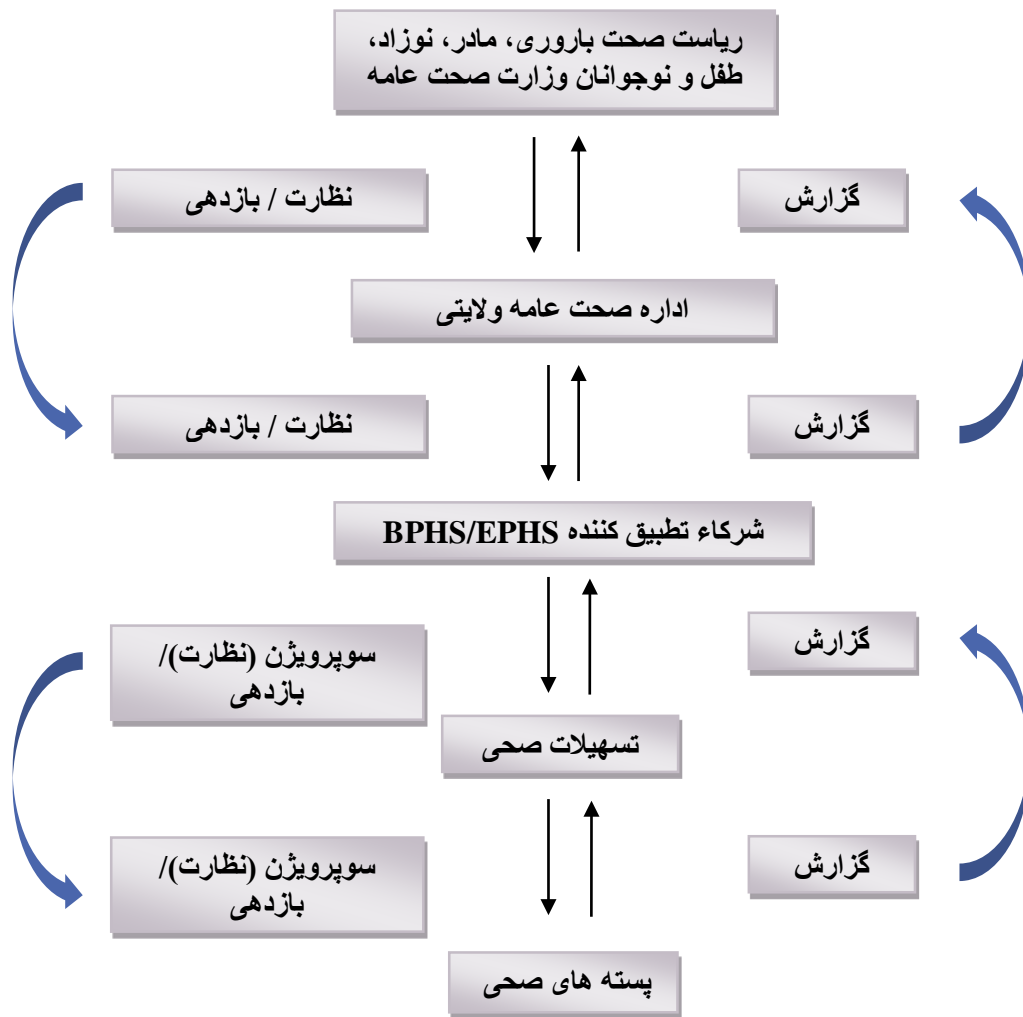 ریاست صحت باروری، مادر، نوزاد،
طفل و نوجوانان وزارت صحت عامه
گزارش
نظارت / بازدهی
اداره صحت عامه ولایتی
گزارش
نظارت / بازدهی
شرکاء تطبیق کننده BPHS/EPHS
گزارش
سوپرویژن (نظارت)/
بازدهی
تسهیلات صحی
گزارش
سوپرویژن (نظارت)/
بازدهی
پسته های صحی